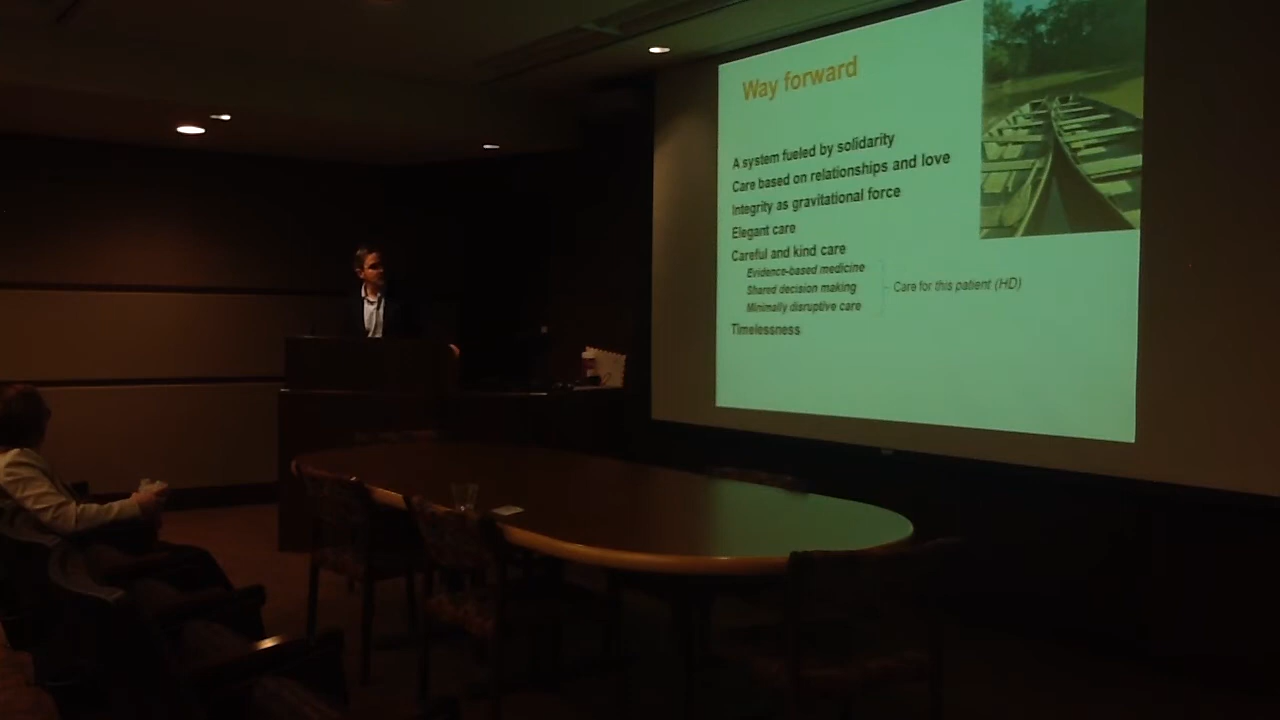 Way forward
A system fueled by solidarity
Care based on relationships and love
Integrity as gravitational force
Elegant care
Careful and kind care
Evidence-based medicine
Shared decision making
Minimally disruptive care
Care for this patient (HD)
Timelessness